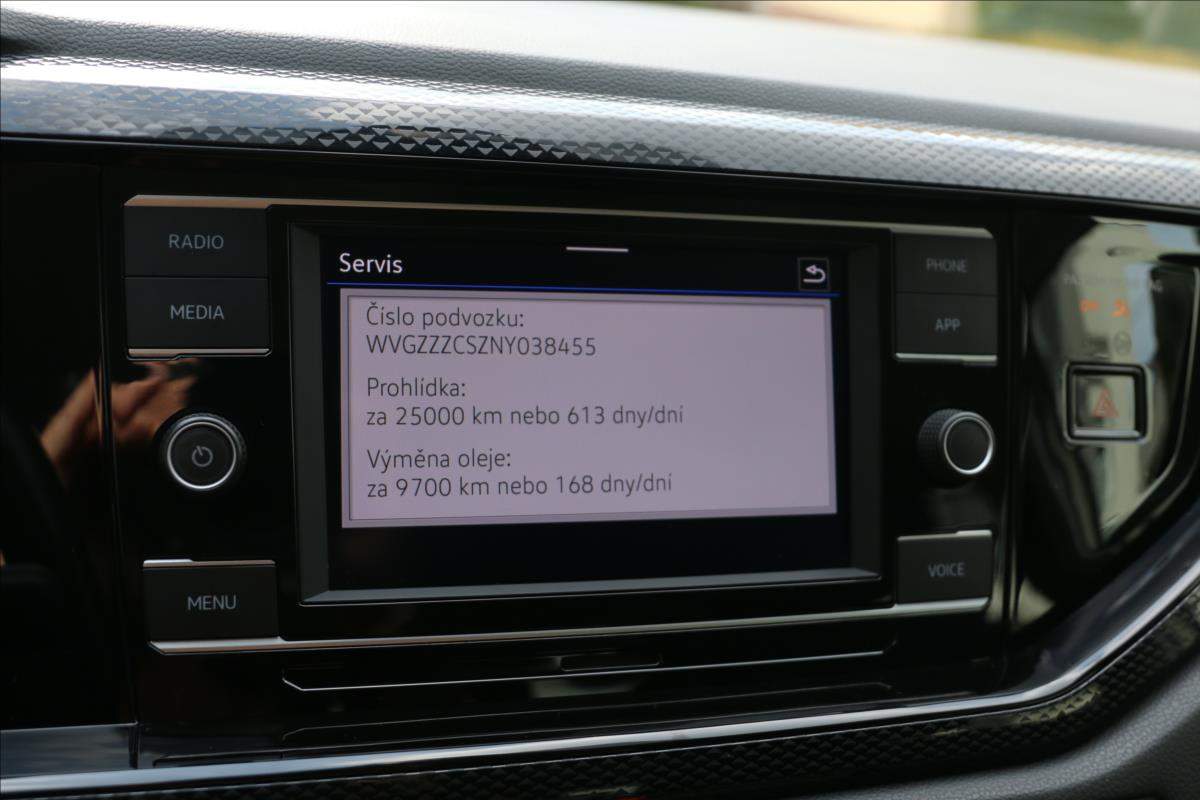 RADIO
MEDIA
Servis
Číslo podvozku:
WVGZZZCSZNY038455
Prohlídka:
za 25000 km nebo 613 dny/dní
Výměna oleje:
za 9700 km nebo 168 dny/dní
PHONE
APP
MENU
VOICE